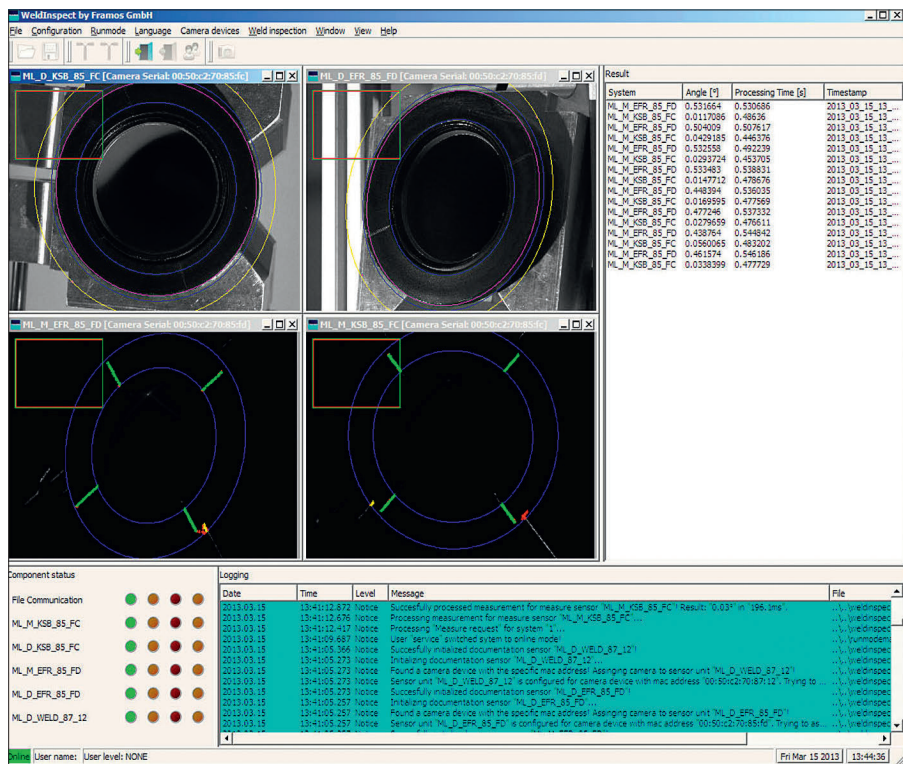 WeldInspect by Framos GmbH
File Configuration Runmode Language Camera devices Weld inspection Window View Help
ML_D_KSB_85_FC [Camera Serial: 00:50:c2:70:85:fc]
ML_D_EFR_85_FD [Camera Serial: 00:50:c2:70:85:fd]
ML_M_EFR_85_FD [Camera Serial: 00:50:c2:70:85:fd]
ML_M_KSB_85_FC [Camera Serial: 00:50:c2:70:85:fc]
Result
System Angle [°] Processing Time [s] Timestamp
ML_M_EFR_85_FD 0.531664 0.530686 2013_03_15_13_...
ML_M_KSB_85_FC 0.0117086 0.48636 2013_03_15_13_...
ML_M_EFR_85_FD 0.504009 0.507617 2013_03_15_13_...
ML_M_KSB_85_FC 0.0429185 0.446376 2013_03_15_13_...
ML_M_EFR_85_FD 0.532558 0.492239 2013_03_15_13_...
ML_M_KSB_85_FC 0.0293724 0.453705 2013_03_15_13_...
ML_M_EFR_85_FD 0.533483 0.538831 2013_03_15_13_...
ML_M_KSB_85_FC 0.0147712 0.478676 2013_03_15_13_...
ML_M_EFR_85_FD 0.448394 0.536035 2013_03_15_13_...
ML_M_KSB_85_FC 0.0169595 0.477569 2013_03_15_13_...
ML_M_EFR_85_FD 0.477246 0.537332 2013_03_15_13_...
ML_M_KSB_85_FC 0.0279659 0.476611 2013_03_15_13_...
ML_M_EFR_85_FD 0.438764 0.544842 2013_03_15_13_...
ML_M_KSB_85_FC 0.0560065 0.483202 2013_03_15_13_...
ML_M_EFR_85_FD 0.461574 0.546186 2013_03_15_13_...
ML_M_KSB_85_FC 0.0338399 0.477729 2013_03_15_13_...
Component status
File Communication
ML_M_KSB_85_FC
ML_D_KSB_85_FC
ML_M_EFR_85_FD
ML_D_EFR_85_FD
ML_D_WELD_87_12
Logging
Date Time Level Message File
2013.03.15 13:41:12.872 Notice Succesfully processed measurement for measure sensor "ML_M_KSB_85_FC"! Result: "0.03°" in "196.1ms". ..\..\weldinspec
2013.03.15 13:41:12.676 Notice Processing measurement for measure sensor "ML_M_KSB_85_FC"... ..\..\weldinspec
2013.03.15 13:41:12.417 Notice Processing "Measure request" for system "1"... ..\..\weldinspec
2013.03.15 13:41:09.687 Notice User "service" switched sytem to online mode! ..\..\runmodema
2013.03.15 13:41:05.366 Notice Succesfully initialized documentation sensor "ML_D_WELD_87_12"! ..\..\weldinspec
2013.03.15 13:41:05.273 Notice Initializing documentation sensor "ML_D_WELD_87_12"... ..\..\weldinspec
2013.03.15 13:41:05.273 Notice Found a camera device with the specific mac address! Assinging camera to sensor unit "ML_D_WELD_87_12"! ..\..\weldinspec
2013.03.15 13:41:05.273 Notice Sensor unit "ML_D_WELD_87_12" is configured for camera device with mac address "00:50:c2:70:87:12". Trying to ... ..\..\weldinspec
2013.03.15 13:41:05.273 Notice Succesfully initialized documentation sensor "ML_D_EFR_85_FD"! ..\..\weldinspec
2013.03.15 13:41:05.257 Notice Initializing documentation sensor "ML_D_EFR_85_FD"... ..\..\weldinspec
2013.03.15 13:41:05.257 Notice Found a camera device with the specific mac address! Assinging camera to sensor unit "ML_D_EFR_85_FD"! ..\..\weldinspec
2013.03.15 13:41:05.257 Notice Sensor unit "ML_D_EFR_85_FD" is configured for camera device with mac address "00:50:c2:70:85:fd". Trying to as... ..\..\weldinspec
Online User name: User level: NONE Fri Mar 15 2013 13:44:36